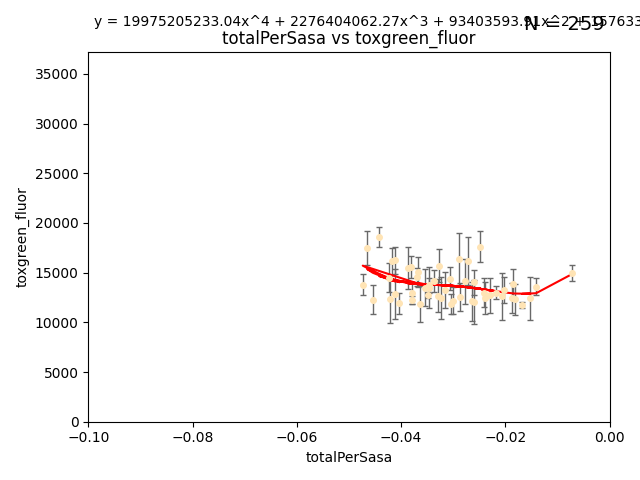 y = 19975205233.04x^4 + 2276404062.27x^3 + 93403593.91x^2 + 157633
N = 259
totalPerSasa vs toxgreen_fluor
35000
30000
25000
20000
15000
10000
5000
0
toxgreen_fluor
−0.10 −0.08 −0.06 −0.04 −0.02 0.00
totalPerSasa